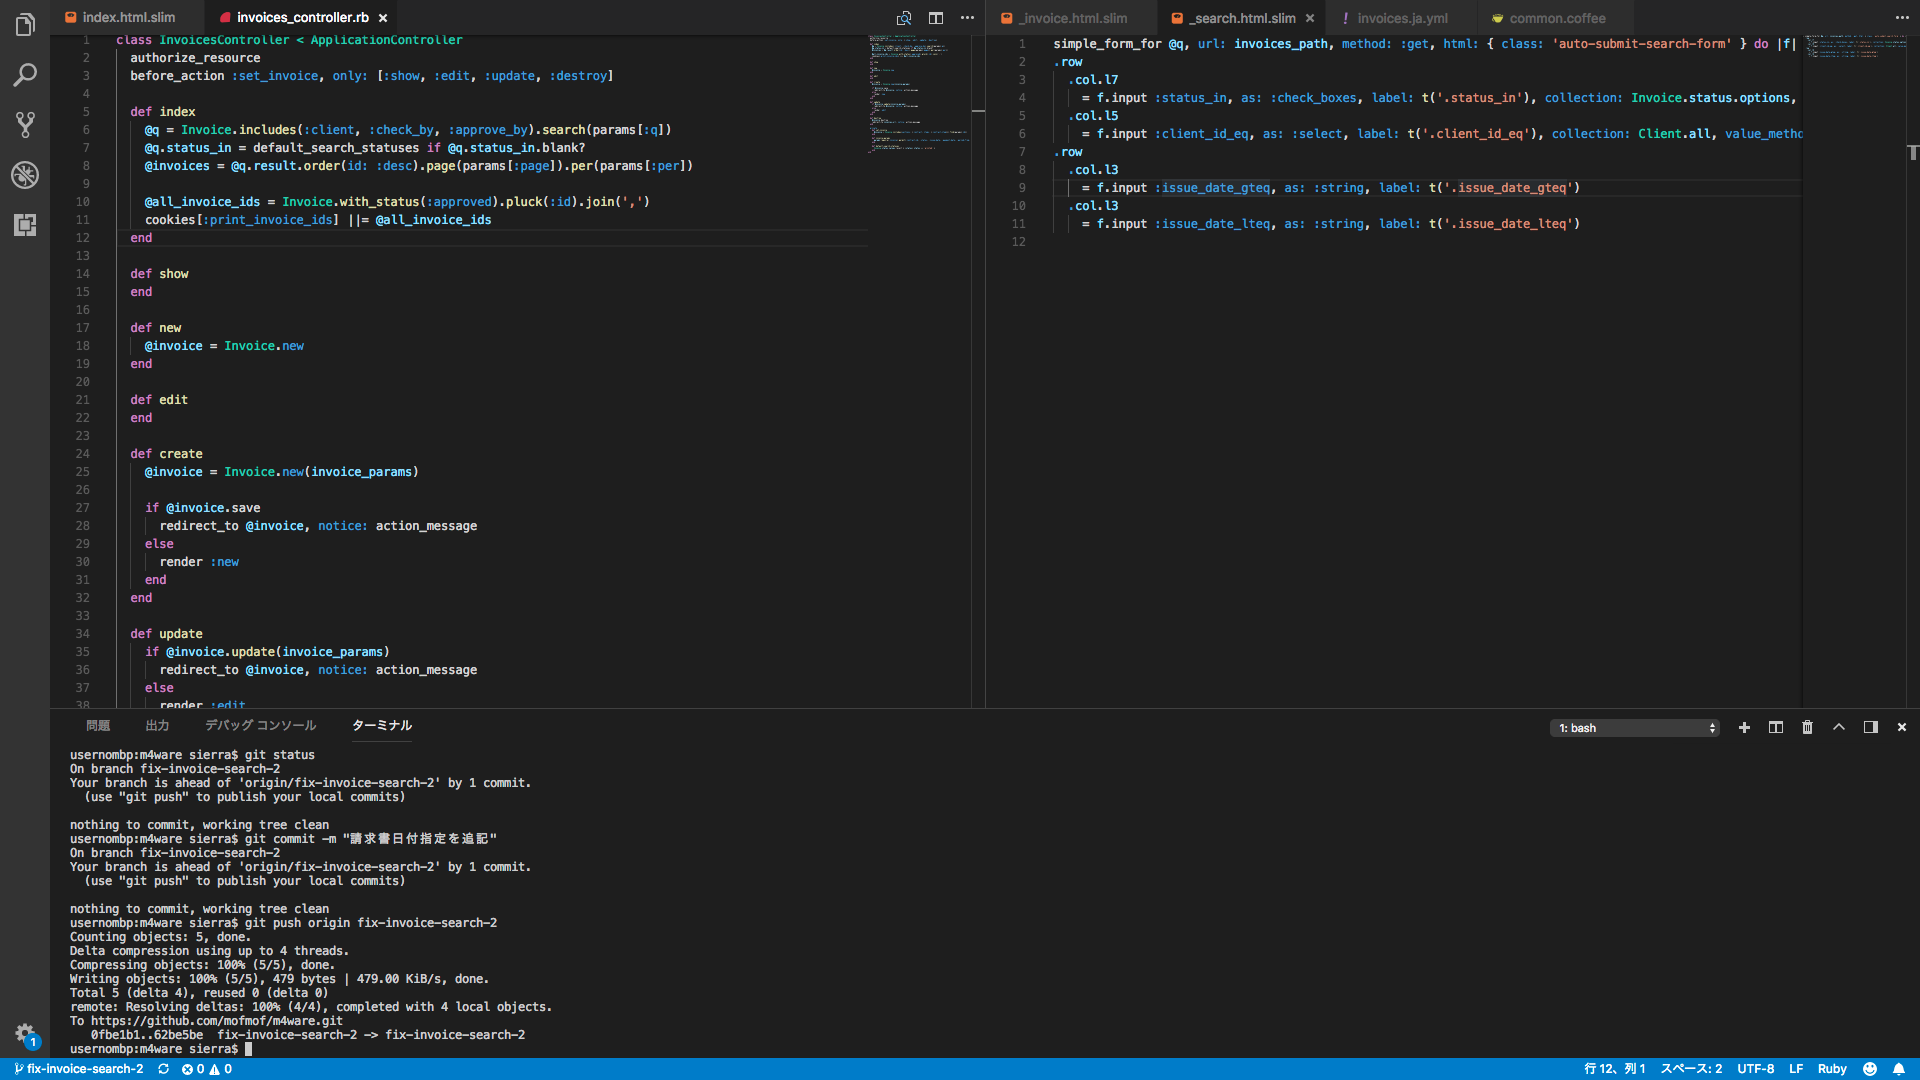 index.html.slim
invoices_controller.rb
1 class InvoicesController < ApplicationController
2 authorize_resource
3 before_action :set_invoice, only: [:show, :edit, :update, :destroy]
4
5 def index
6 @q = Invoice.includes(:client, :check_by, :approve_by).search(params[:q])
7 @q.status_in = default_search_statuses if @q.status_in.blank?
8 @invoices = @q.result.order(id: :desc).page(params[:page]).per(params[:per])
9
10 @all_invoice_ids = Invoice.with_status(:approved).pluck(:id).join(',')
11 cookies[:print_invoice_ids] ||= @all_invoice_ids
12 end
13
14 def show
15 end
16
17 def new
18 @invoice = Invoice.new
19 end
20
21 def edit
22 end
23
24 def create
25 @invoice = Invoice.new(invoice_params)
26
27 if @invoice.save
28 redirect_to @invoice, notice: action_message
29 else
30 render :new
31 end
32 end
33
34 def update
35 if @invoice.update(invoice_params)
36 redirect_to @invoice, notice: action_message
37 else
38 render :edit
_invoice.html.slim
_search.html.slim
! invoices.ja.yml
common.coffee
1 simple_form_for @q, url: invoices_path, method: :get, html: { class: 'auto-submit-search-form' } do |f|
2 .row
3 .col.l7
4 = f.input :status_in, as: :check_boxes, label: t('.status_in'), collection: Invoice.status.options,
5 .col.l5
6 = f.input :client_id_eq, as: :select, label: t('.client_id_eq'), collection: Client.all, value_metho
7 .row
8 .col.l3
9 = f.input :issue_date_gteq, as: :string, label: t('.issue_date_gteq')
10 .col.l3
11 = f.input :issue_date_lteq, as: :string, label: t('.issue_date_lteq')
12
問題 出力 デバッグ コンソール ターミナル
1: bash
usernombp:m4ware sierra$ git status
On branch fix-invoice-search-2
Your branch is ahead of 'origin/fix-invoice-search-2' by 1 commit.
(use "git push" to publish your local commits)
nothing to commit, working tree clean
usernombp:m4ware sierra$ git commit -m "請求書日付指定を追記"
On branch fix-invoice-search-2
Your branch is ahead of 'origin/fix-invoice-search-2' by 1 commit.
(use "git push" to publish your local commits)
nothing to commit, working tree clean
usernombp:m4ware sierra$ git push origin fix-invoice-search-2
Counting objects: 5, done.
Delta compression using up to 4 threads.
Compressing objects: 100% (5/5), done.
Writing objects: 100% (5/5), 479 bytes | 479.00 KiB/s, done.
Total 5 (delta 4), reused 0 (delta 0)
remote: Resolving deltas: 100% (4/4), completed with 4 local objects.
To https://github.com/mofmof/m4ware.git
0fbe1b1..62be5be fix-invoice-search-2 -> fix-invoice-search-2
usernombp:m4ware sierra$
1
fix-invoice-search-2 0 0
行 12、列 1 スペース: 2 UTF-8 LF Ruby